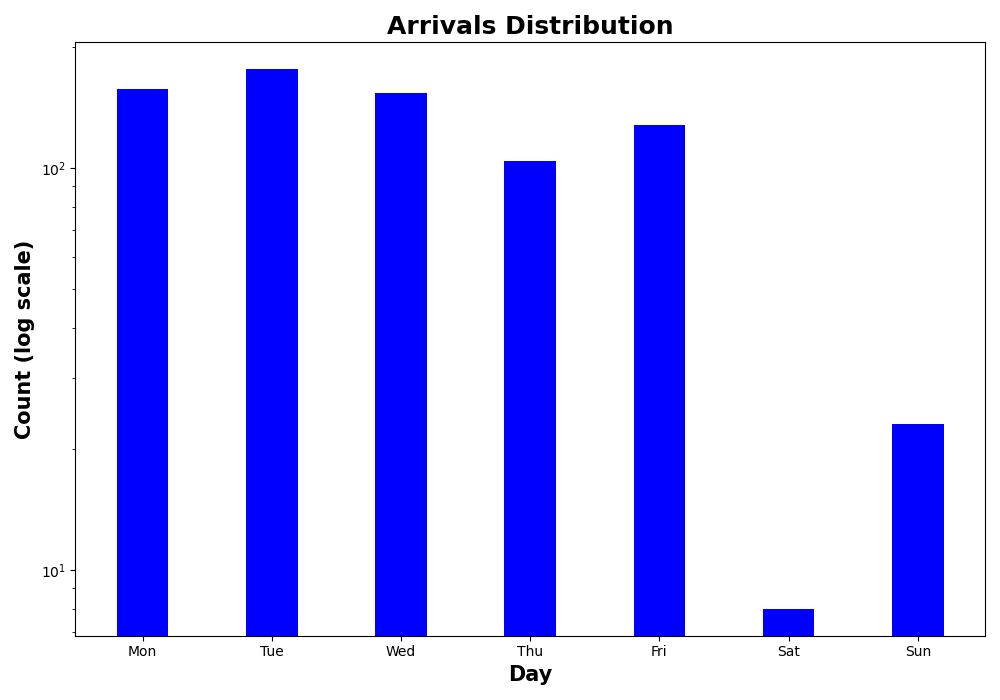 Arrivals Distribution
Count (log scale)
10²
10¹
Mon Tue Wed Thu Fri Sat Sun
Day